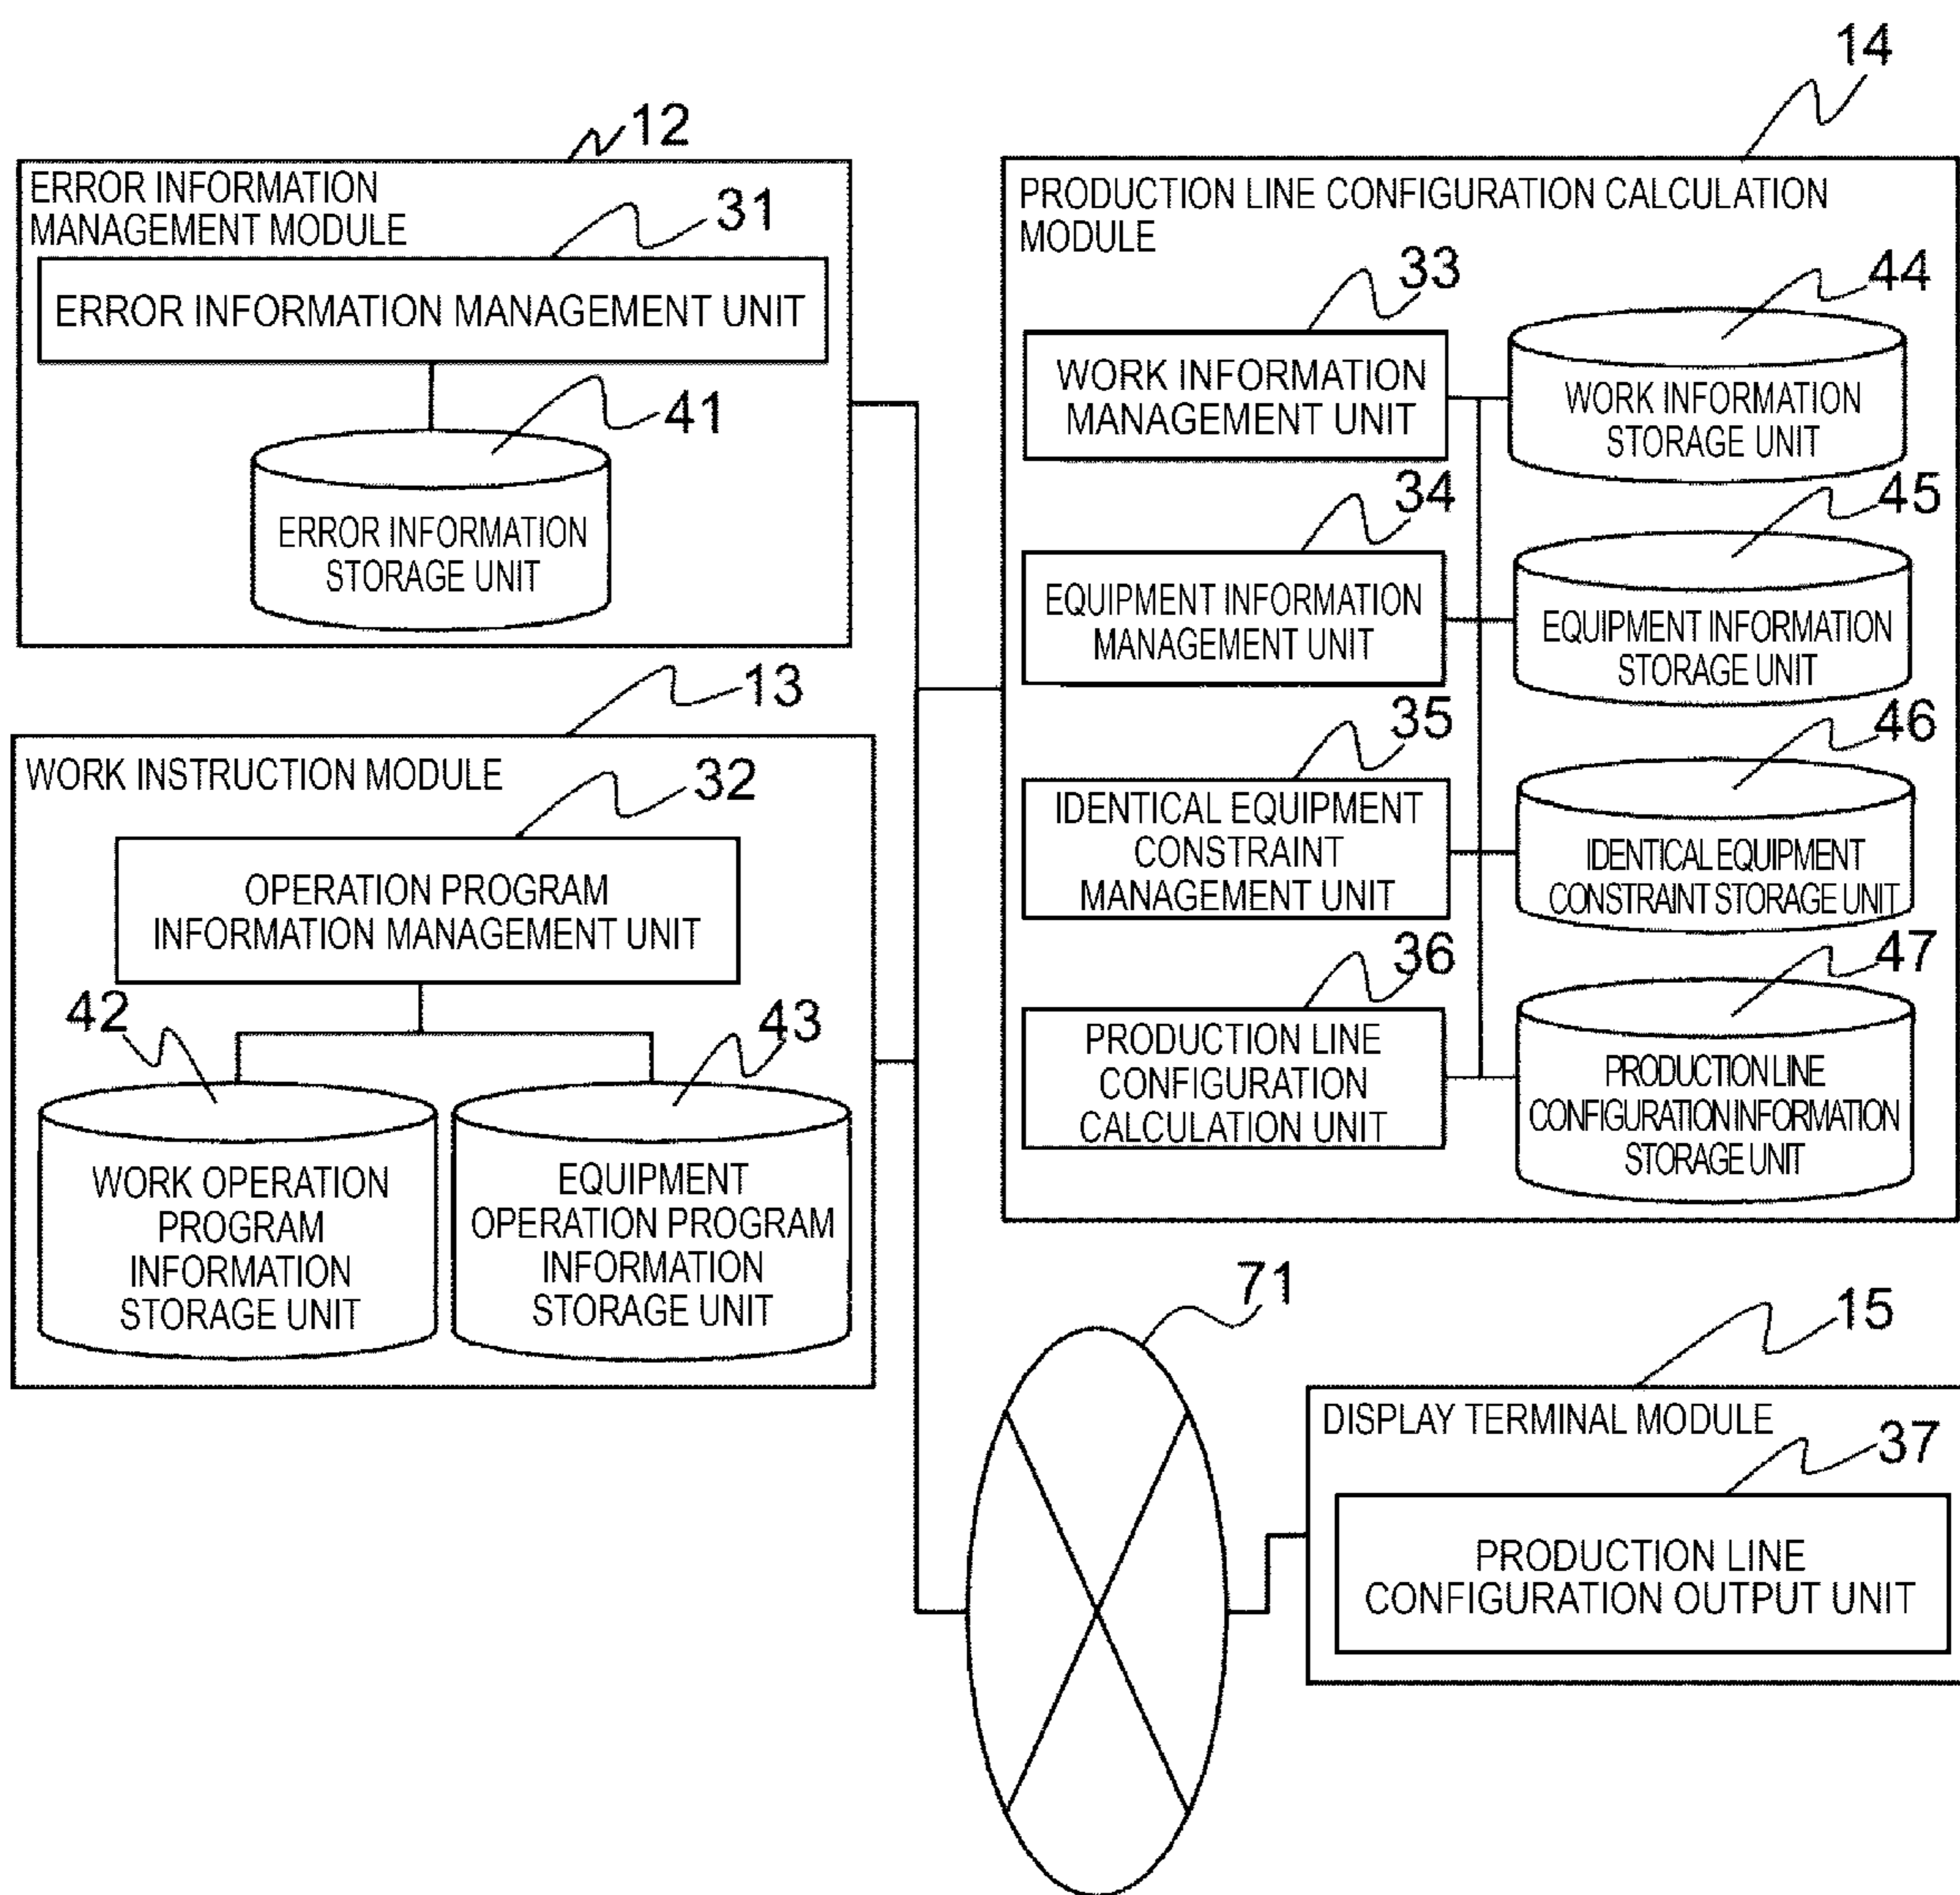 12
ERROR INFORMATION
MANAGEMENT MODULE
31
ERROR INFORMATION MANAGEMENT UNIT
41
ERROR INFORMATION
STORAGE UNIT
13
WORK INSTRUCTION MODULE
32
OPERATION PROGRAM
INFORMATION MANAGEMENT UNIT
42
WORK OPERATION
PROGRAM
INFORMATION
STORAGE UNIT
43
EQUIPMENT
OPERATION PROGRAM
INFORMATION
STORAGE UNIT
14
PRODUCTION LINE CONFIGURATION CALCULATION
MODULE
33
WORK INFORMATION
MANAGEMENT UNIT
44
WORK INFORMATION
STORAGE UNIT
34
EQUIPMENT INFORMATION
MANAGEMENT UNIT
45
EQUIPMENT INFORMATION
STORAGE UNIT
35
IDENTICAL EQUIPMENT
CONSTRAINT
MANAGEMENT UNIT
46
IDENTICAL EQUIPMENT
CONSTRAINT STORAGE UNIT
36
PRODUCTION LINE
CONFIGURATION
CALCULATION UNIT
47
PRODUCTION LINE
CONFIGURATION INFORMATION
STORAGE UNIT
71
15
DISPLAY TERMINAL MODULE
37
PRODUCTION LINE
CONFIGURATION OUTPUT UNIT